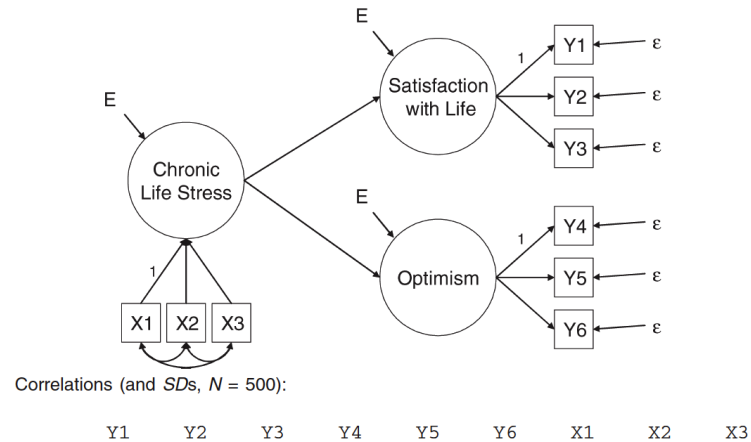 E
1 Y1 ε
Satisfaction
with Life
Y2 ε
E
Y3 ε
Chronic
Life Stress
E
1 Y4 ε
Optimism
Y5 ε
1
Y6 ε
X1 X2 X3
Correlations (and SDs, N = 500):
Y1 Y2 Y3 Y4 Y5 Y6 X1 X2 X3